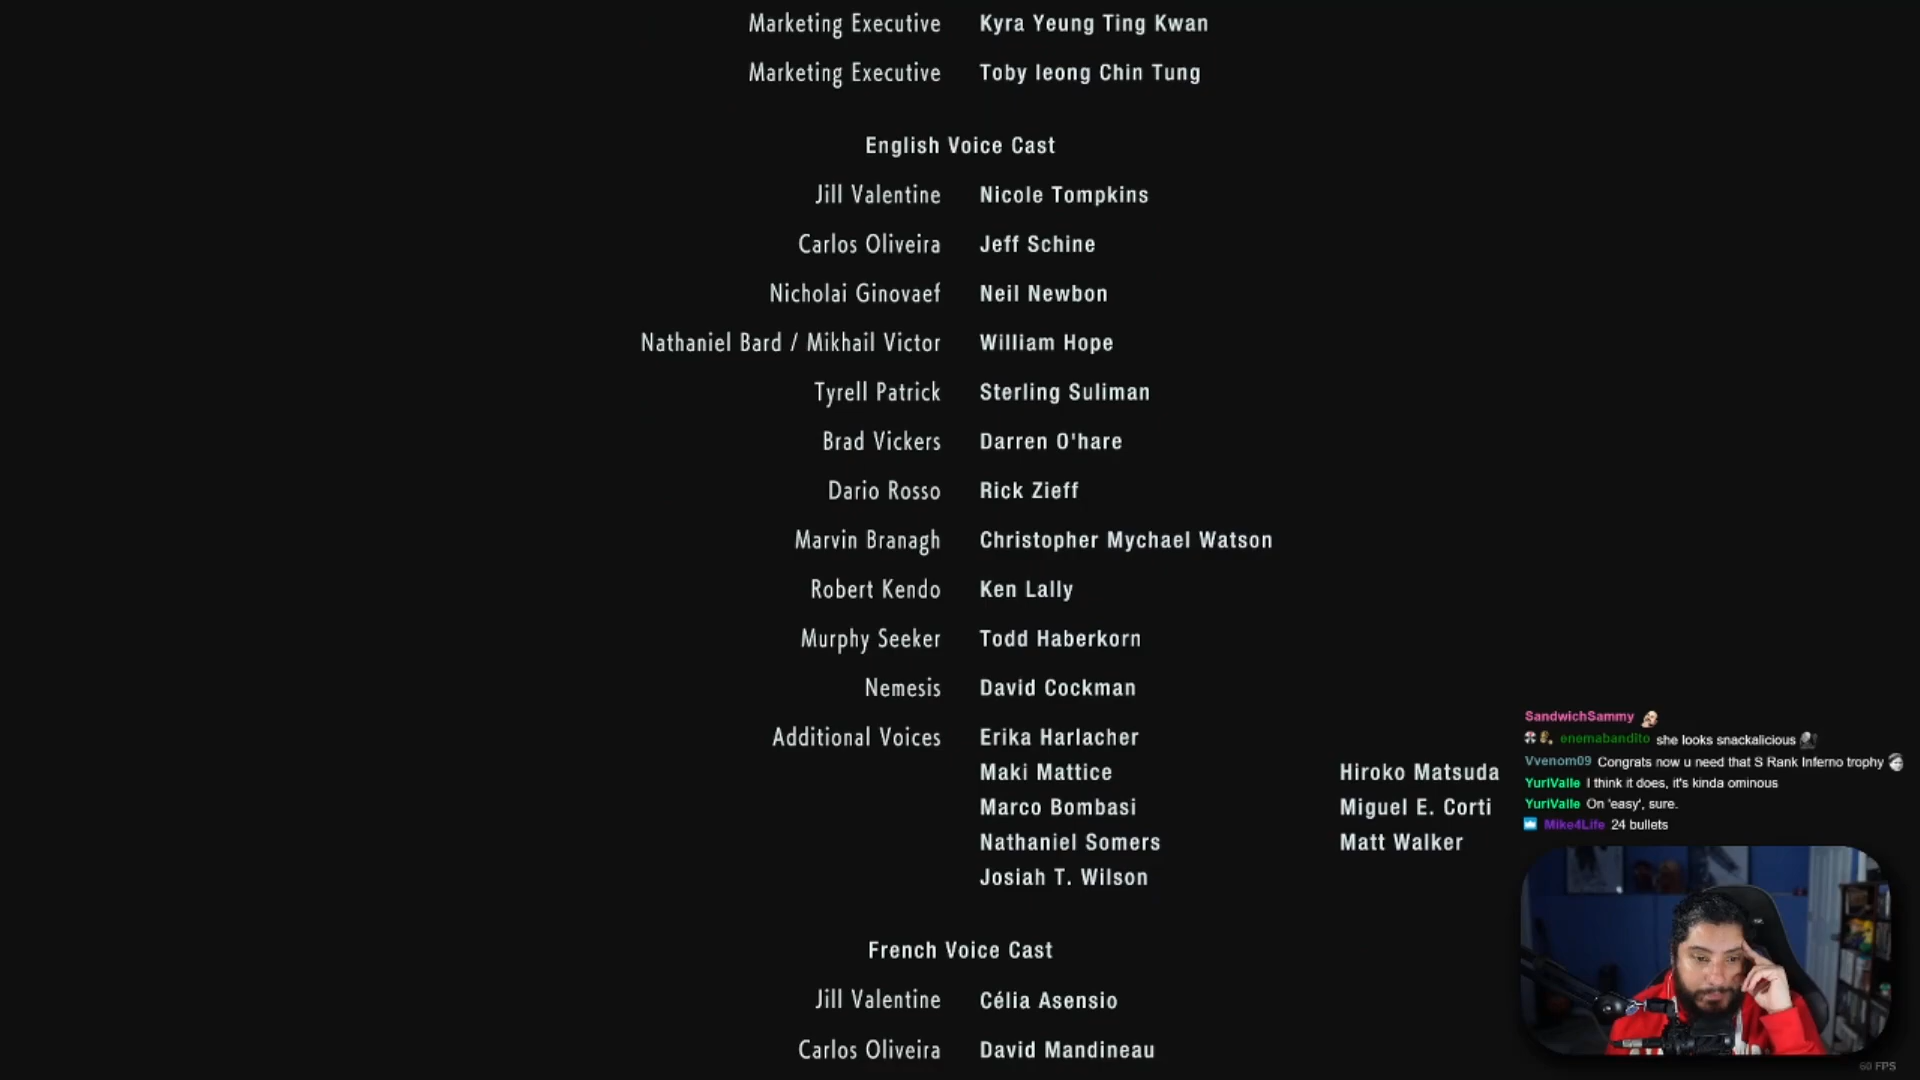 Marketing Executive Kyra Yeung Ting Kwan
Marketing Executive Toby Ieong Chin Tung
English Voice Cast
Jill Valentine Nicole Tompkins
Carlos Oliveira Jeff Schine
Nicholai Ginovaef Neil Newbon
Nathaniel Bard / Mikhail Victor William Hope
Tyrell Patrick Sterling Suliman
Brad Vickers Darren O'hare
Dario Rosso Rick Zieff
Marvin Branagh Christopher Mychael Watson
Robert Kendo Ken Lally
Murphy Seeker Todd Haberkorn
Nemesis David Cockman
Additional Voices Erika Harlacher
Maki Mattice Hiroko Matsuda
Marco Bombasi Miguel E. Corti
Nathaniel Somers Matt Walker
Josiah T. Wilson
French Voice Cast
Jill Valentine Célia Asensio
Carlos Oliveira David Mandineau
SandwichSammy
enemabandito she looks snackalicious
Vvenom09 Congrats now u need that S Rank Inferno trophy
YuriValle I think it does, it's kinda ominous
YuriValle On 'easy', sure.
Mike4Life 24 bullets
60 FPS